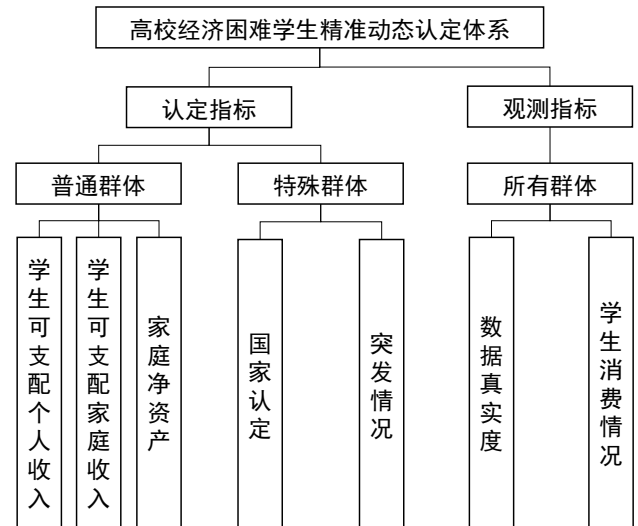 高校经济困难学生精准动态认定体系
认定指标
观测指标
普通群体
特殊群体
所有群体
学生可支配个人收入
学生可支配家庭收入
家庭净资产
国家认定
突发情况
数据真实度
学生消费情况